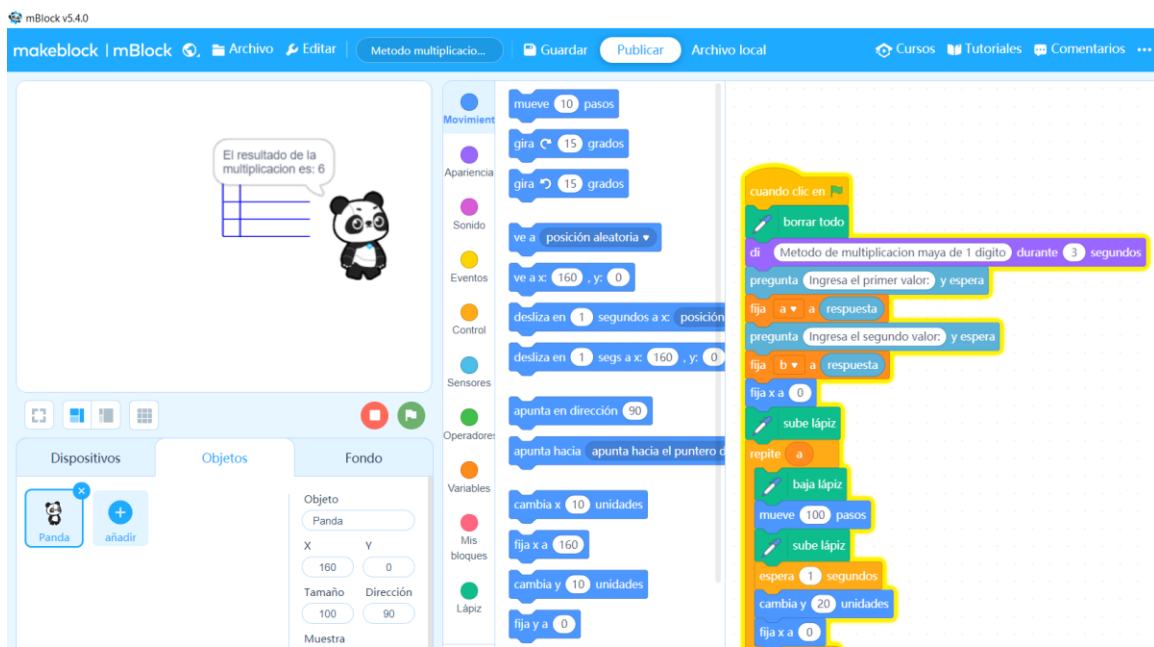 mBlock v5.4.0
makeblock | mBlock Archivo Editar Metodo multiplicacio... Guardar Publicar Archivo local Cursos Tutoriales Comentarios
El resultado de la
multiplicacion es: 6
Dispositivos Objetos Fondo
Panda
añadir
Objeto
Panda
X Y
160 0
Tamaño Dirección
100 90
Muestra
Movimient
Apariencia
Sonido
Eventos
Control
Sensores
Operadores
Variables
Mis
bloques
Lápiz
mueve 10 pasos
gira 15 grados
gira 15 grados
ve a posición aleatoria
ve a x: 160 , y: 0
desliza en 1 segundos a x: posición
desliza en 1 segs a x: 160 , y: 0
apunta en dirección 90
apunta hacia apunta hacia el puntero d
cambia x 10 unidades
fija x a 160
cambia y 10 unidades
fija y a 0
cuando clic en
borrar todo
di Metodo de multiplicacion maya de 1 digito durante 3 segundos
pregunta Ingresa el primer valor: y espera
fija a a respuesta
pregunta Ingresa el segundo valor: y espera
fija b a respuesta
fija x a 0
sube lápiz
repite a
baja lápiz
mueve 100 pasos
sube lápiz
espera 1 segundos
cambia y 20 unidades
fija x a 0